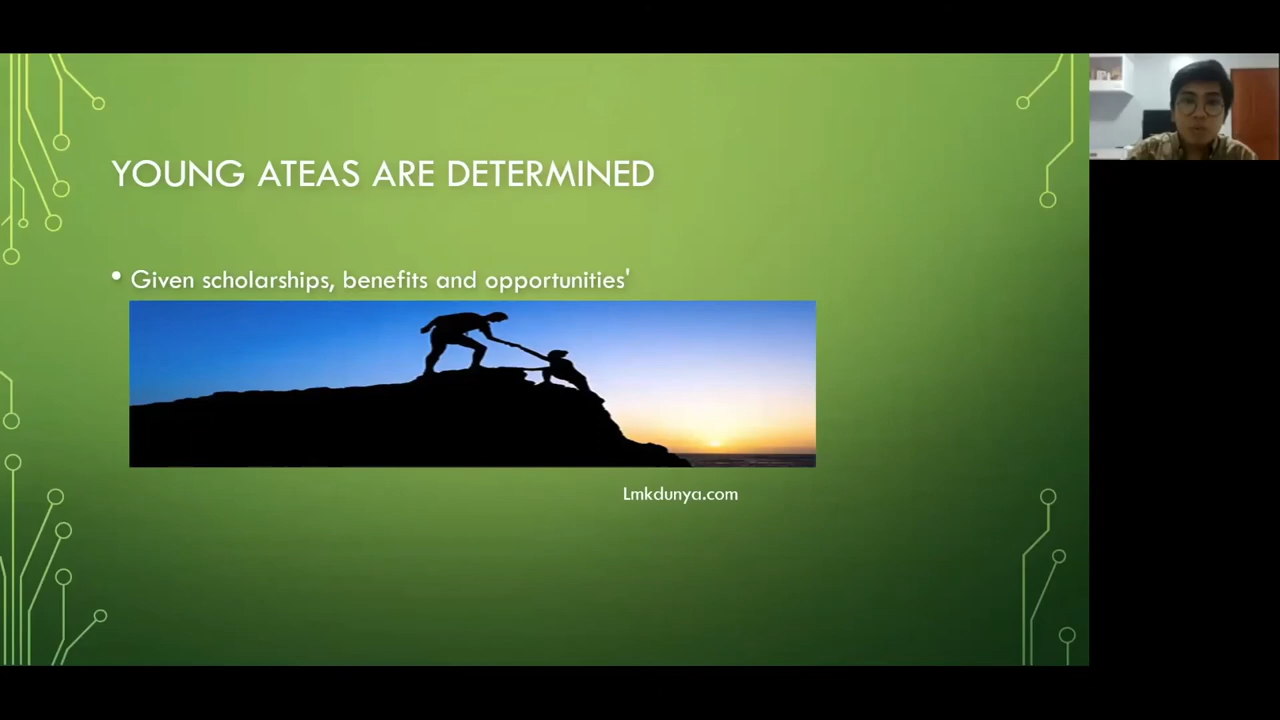 YOUNG ATEAS ARE DETERMINED
• Given scholarships, benefits and opportunities'
Lmkdunya.com